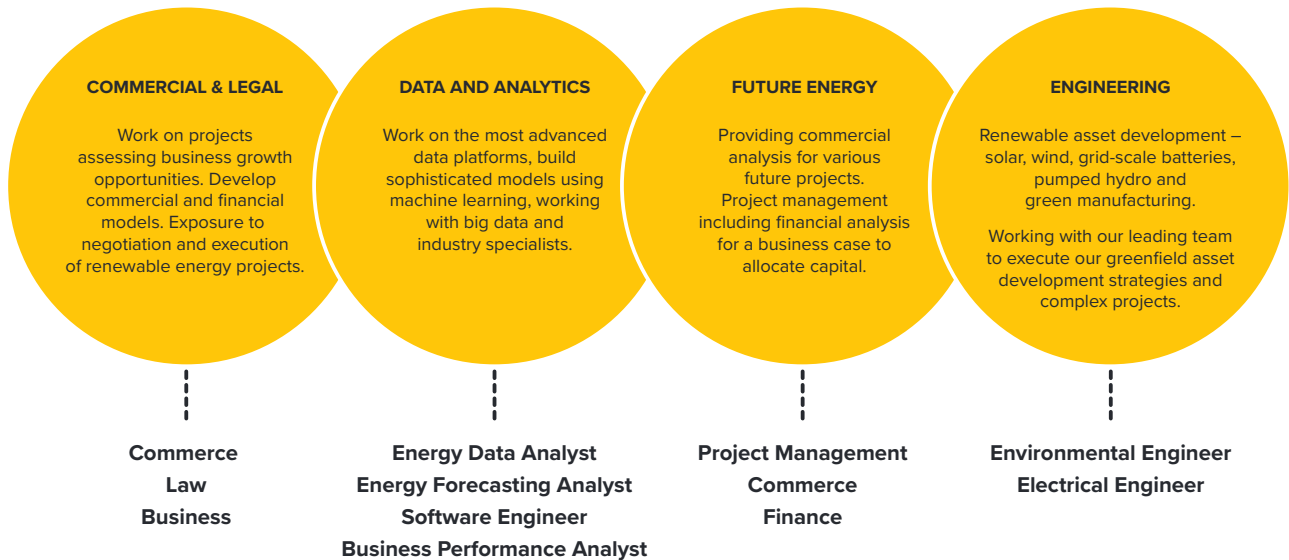 COMMERCIAL & LEGAL
Work on projects
assessing business growth
opportunities. Develop
commercial and financial
models. Exposure to
negotiation and execution
of renewable energy projects.
Commerce
Law
Business
DATA AND ANALYTICS
Work on the most advanced
data platforms, build
sophisticated models using
machine learning, working
with big data and
industry specialists.
Energy Data Analyst
Energy Forecasting Analyst
Software Engineer
Business Performance Analyst
FUTURE ENERGY
Providing commercial
analysis for various
future projects.
Project management
including financial analysis
for a business case to
allocate capital.
Project Management
Commerce
Finance
ENGINEERING
Renewable asset development –
solar, wind, grid-scale batteries,
pumped hydro and
green manufacturing.
Working with our leading team
to execute our greenfield asset
development strategies and
complex projects.
Environmental Engineer
Electrical Engineer